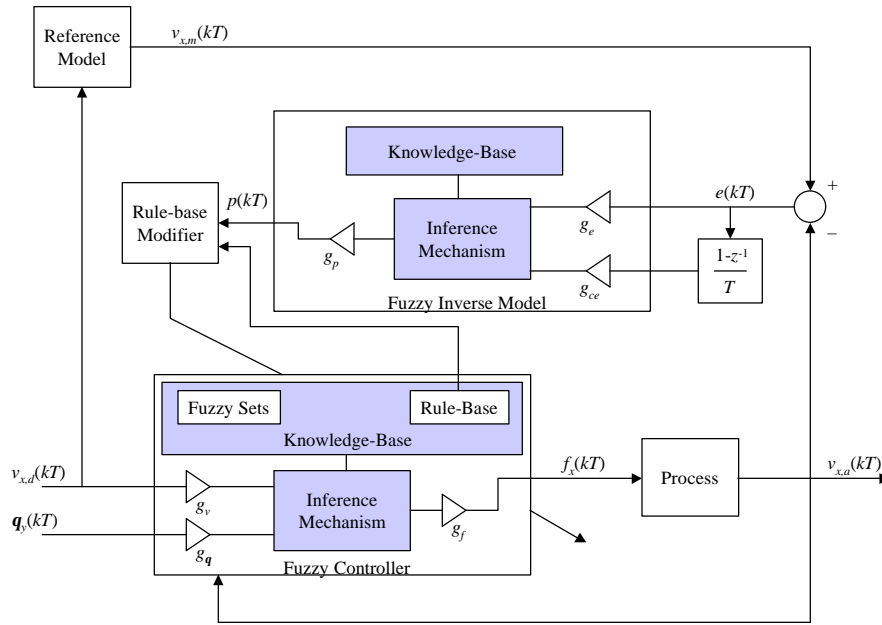 Reference
Model
v_{x,m}(kT)
Knowledge-Base
Rule-base
Modifier
p(kT)
Inference
Mechanism
g_p
g_e
g_{ce}
e(kT)
+
−
1-z^{-1}
T
Fuzzy Inverse Model
Fuzzy Sets
Rule-Base
Knowledge-Base
v_{x,d}(kT)
q_y(kT)
g_v
g_q
Inference
Mechanism
g_f
Fuzzy Controller
f_x(kT)
Process
v_{x,a}(kT)